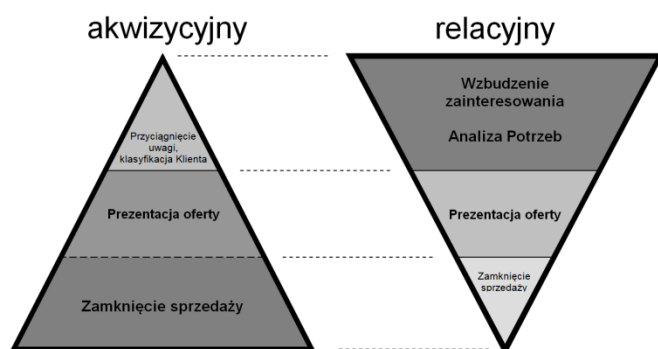 akwizycyjny
Przyciągnięcie
uwagi,
klasyfikacja Klienta
Prezentacja oferty
Zamknięcie sprzedaży
relacyjny
Wzbudzenie
zainteresowania
Analiza Potrzeb
Prezentacja oferty
Zamknięcie
sprzedaży